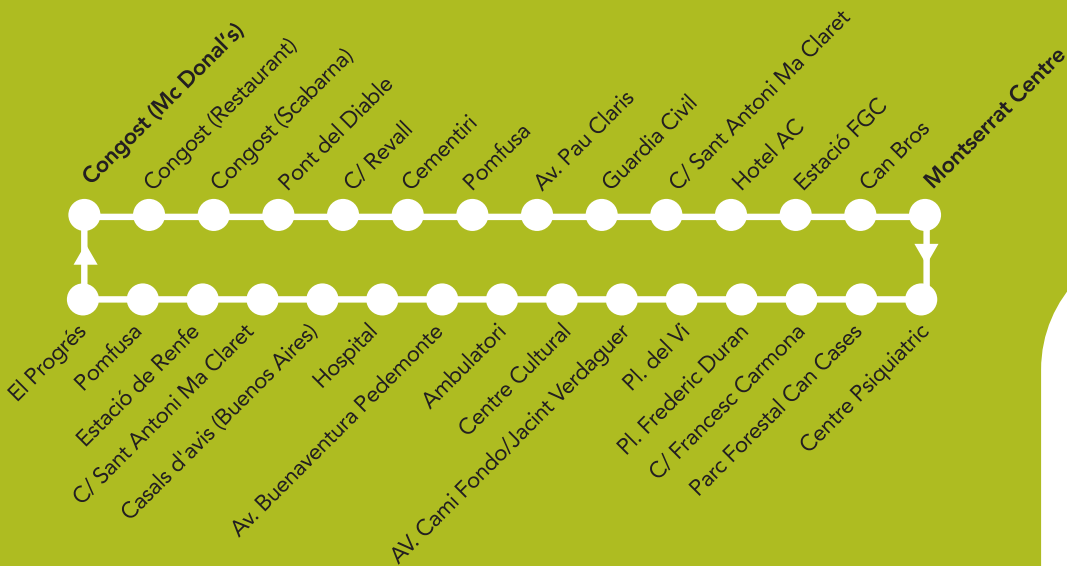 Congost (Mc Donal's)
Congost (Restaurant)
Congost (Scabarna)
Pont del Diable
C/ Revall
Cementiri
Pomfusa
Av. Pau Claris
Guardia Civil
C/ Sant Antoni Ma Claret
Hotel AC
Estació FGC
Can Bros
Montserrat Centre
El Progrés
Pomfusa
Estació de Renfe
C/ Sant Antoni Ma Claret
Casals d'avis (Buenos Aires)
Hospital
Av. Buenaventura Pedemonte
Ambulatori
Centre Cultural
AV. Cami Fondo/Jacint Verdaguer
Pl. del Vi
Pl. Frederic Duran
C/ Francesc Carmona
Parc Forestal Can Cases
Centre Psiquiatric